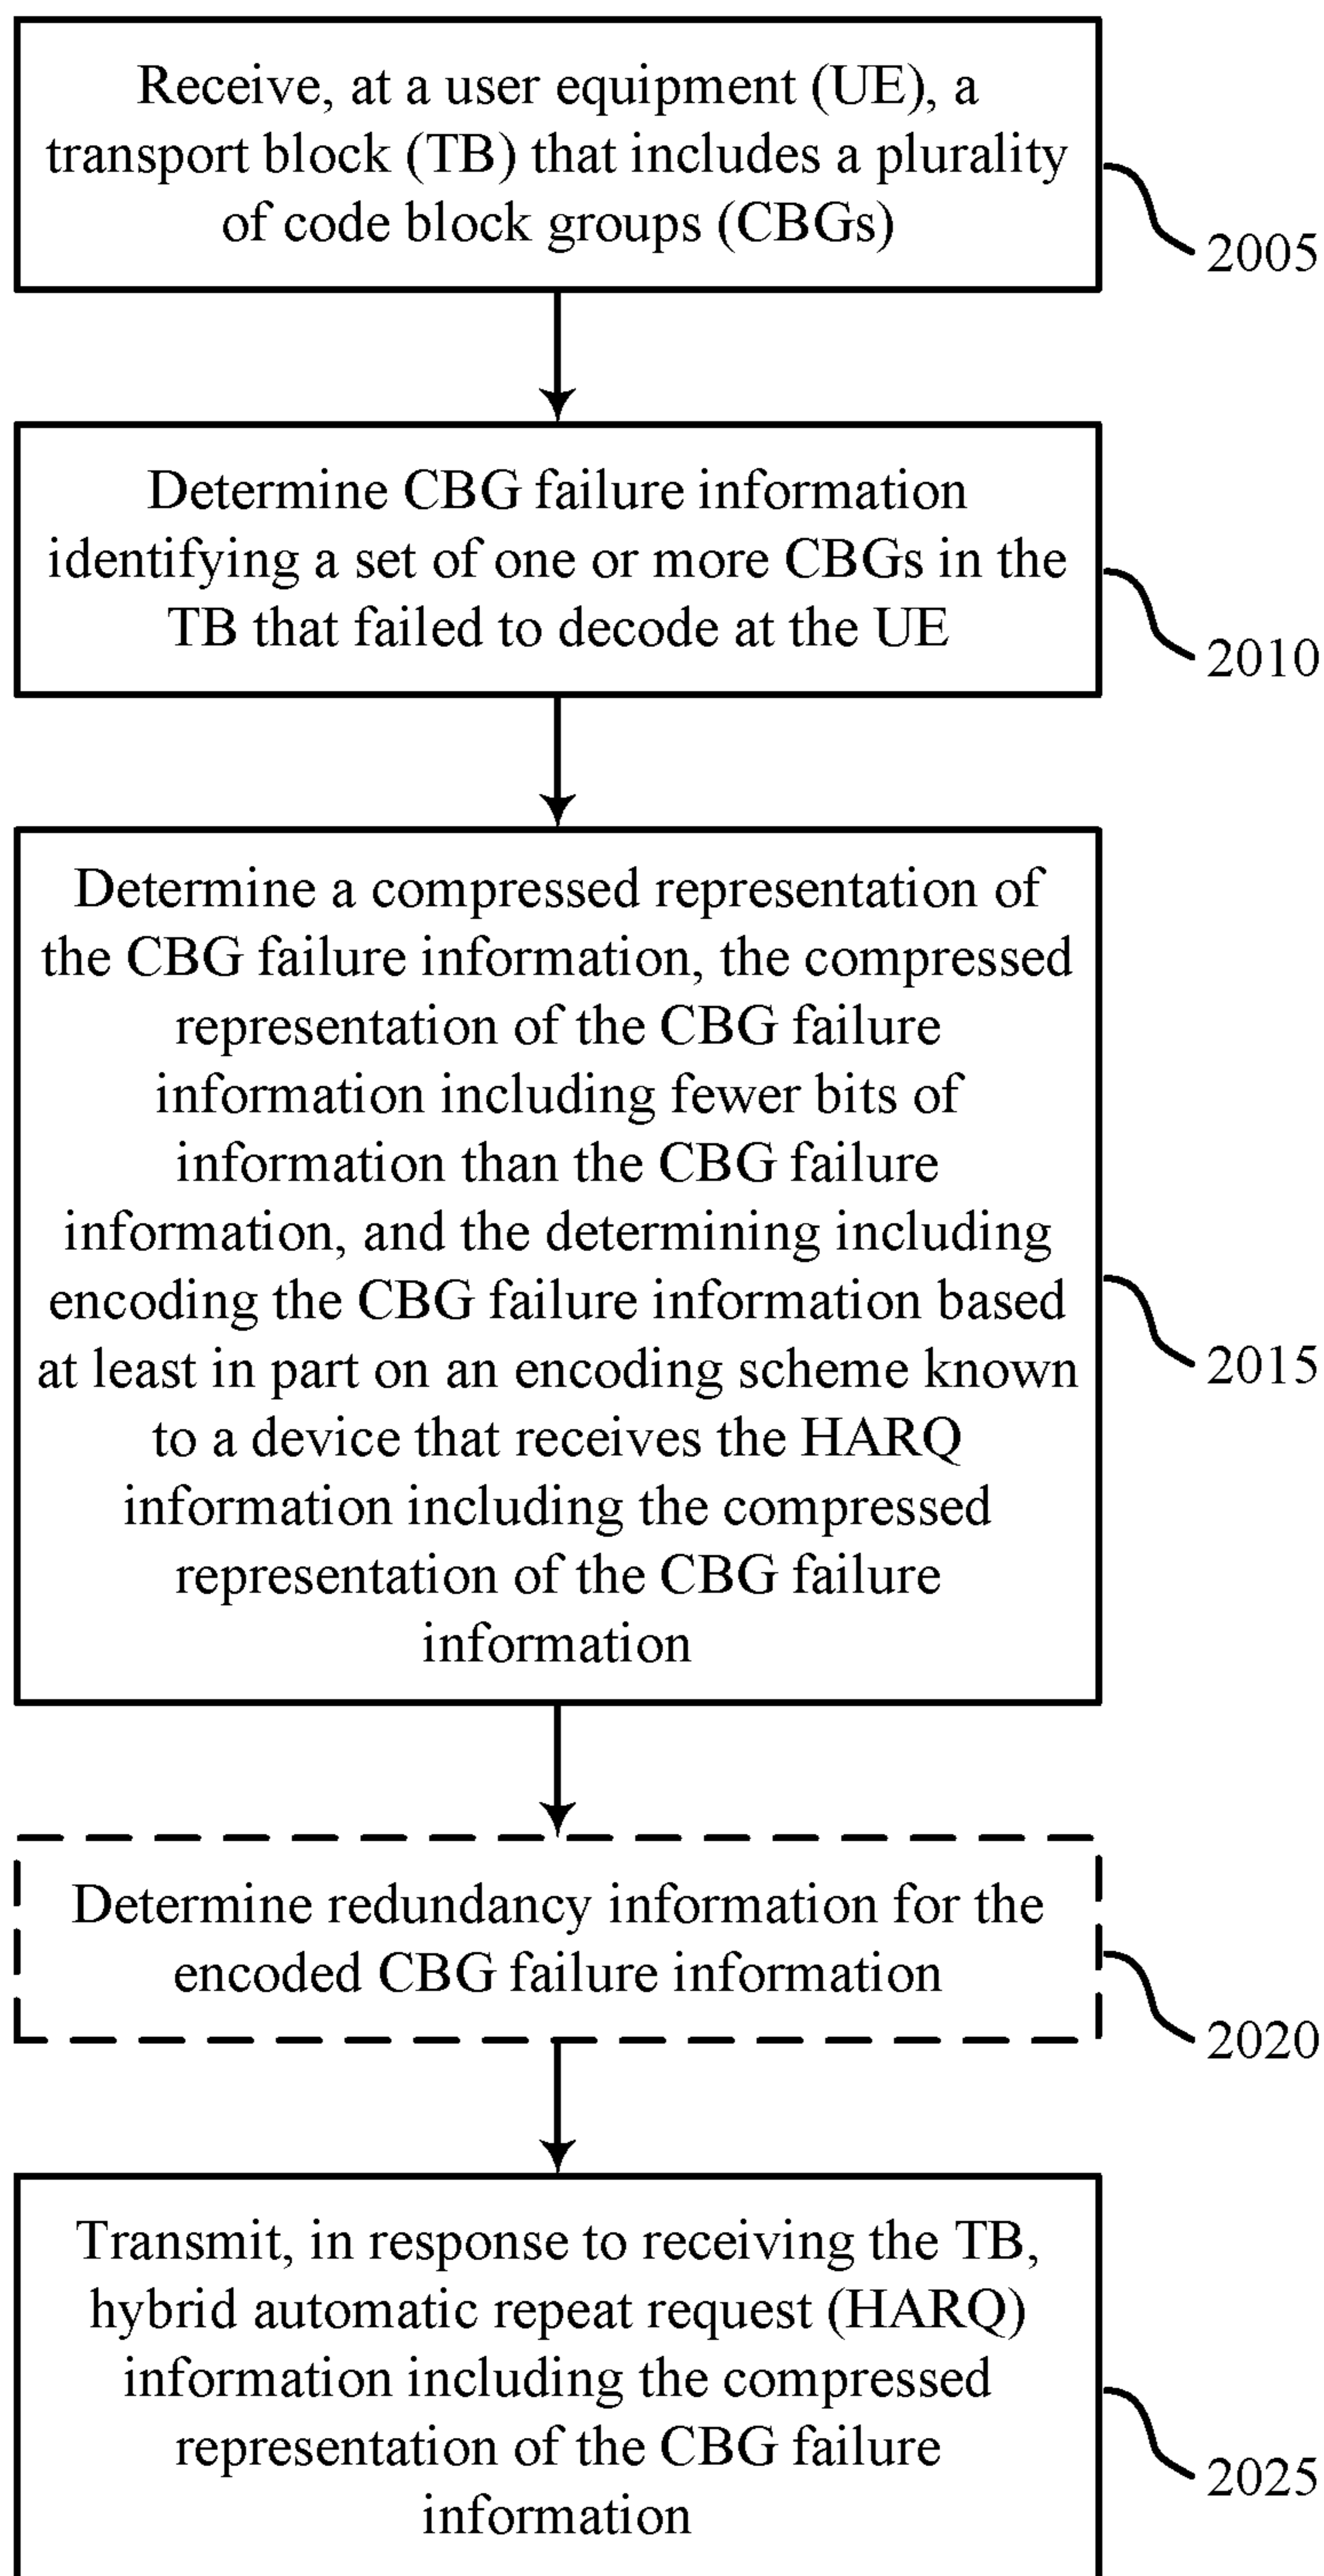 Receive, at a user equipment (UE), a
transport block (TB) that includes a plurality
of code block groups (CBGs)
2005
Determine CBG failure information
identifying a set of one or more CBGs in the
TB that failed to decode at the UE
2010
Determine a compressed representation of
the CBG failure information, the compressed
representation of the CBG failure
information including fewer bits of
information than the CBG failure
information, and the determining including
encoding the CBG failure information based
at least in part on an encoding scheme known
to a device that receives the HARQ
information including the compressed
representation of the CBG failure
information
2015
Determine redundancy information for the
encoded CBG failure information
2020
Transmit, in response to receiving the TB,
hybrid automatic repeat request (HARQ)
information including the compressed
representation of the CBG failure
information
2025